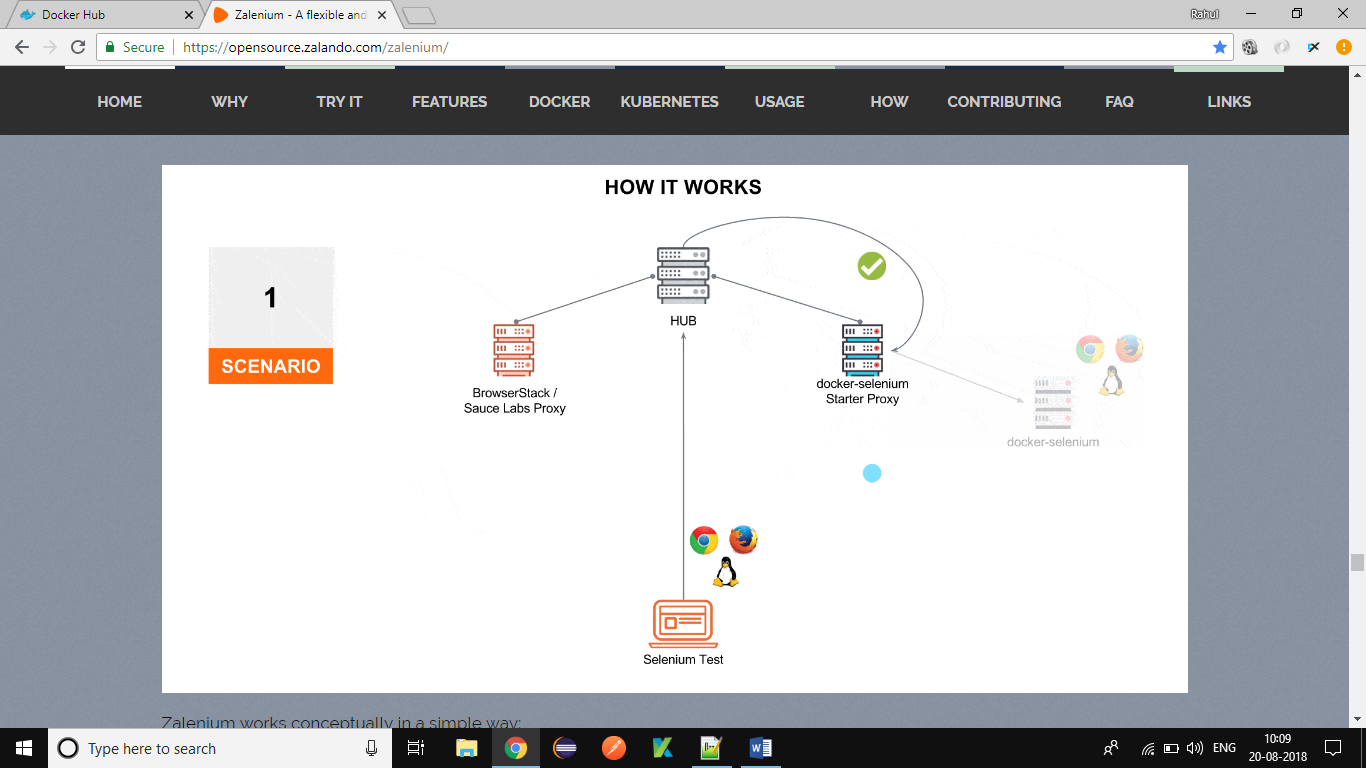 Docker Hub
Zalenium - A flexible and
Rahul
Secure
https://opensource.zalando.com/zalenium/
HOME WHY TRY IT FEATURES DOCKER KUBERNETES USAGE HOW CONTRIBUTING FAQ LINKS
HOW IT WORKS
1
SCENARIO
HUB
BrowserStack /
Sauce Labs Proxy
docker-selenium
Starter Proxy
docker-selenium
Selenium Test
Zalenium works conceptually in a simple way:
Type here to search
ENG
10:09
20-08-2018